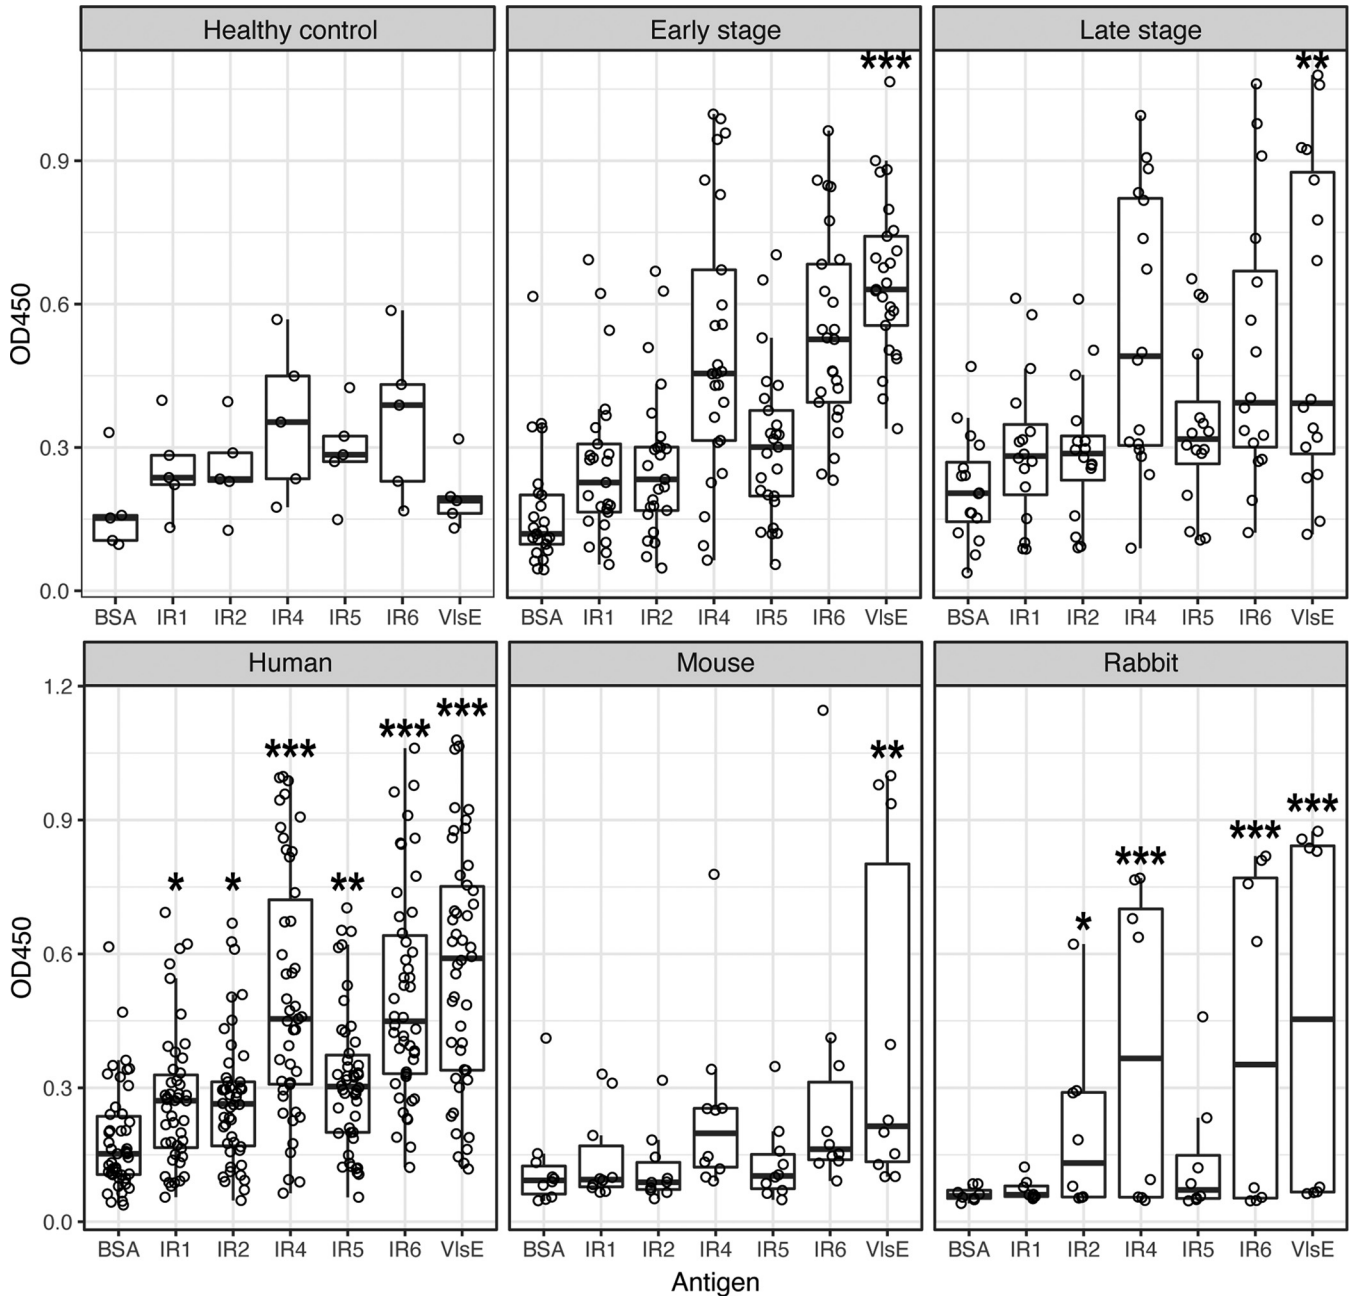 Healthy control Early stage Late stage
*** **
0.9
0.6
0.3
0.0
OD450
BSA IR1 IR2 IR4 IR5 IR6 VlsE BSA IR1 IR2 IR4 IR5 IR6 VlsE BSA IR1 IR2 IR4 IR5 IR6 VlsE
Human Mouse Rabbit
1.2
0.9
0.6
0.3
0.0
OD450
* * *** ** *** *** ** * *** *** ***
BSA IR1 IR2 IR4 IR5 IR6 VlsE BSA IR1 IR2 IR4 IR5 IR6 VlsE BSA IR1 IR2 IR4 IR5 IR6 VlsE
Antigen